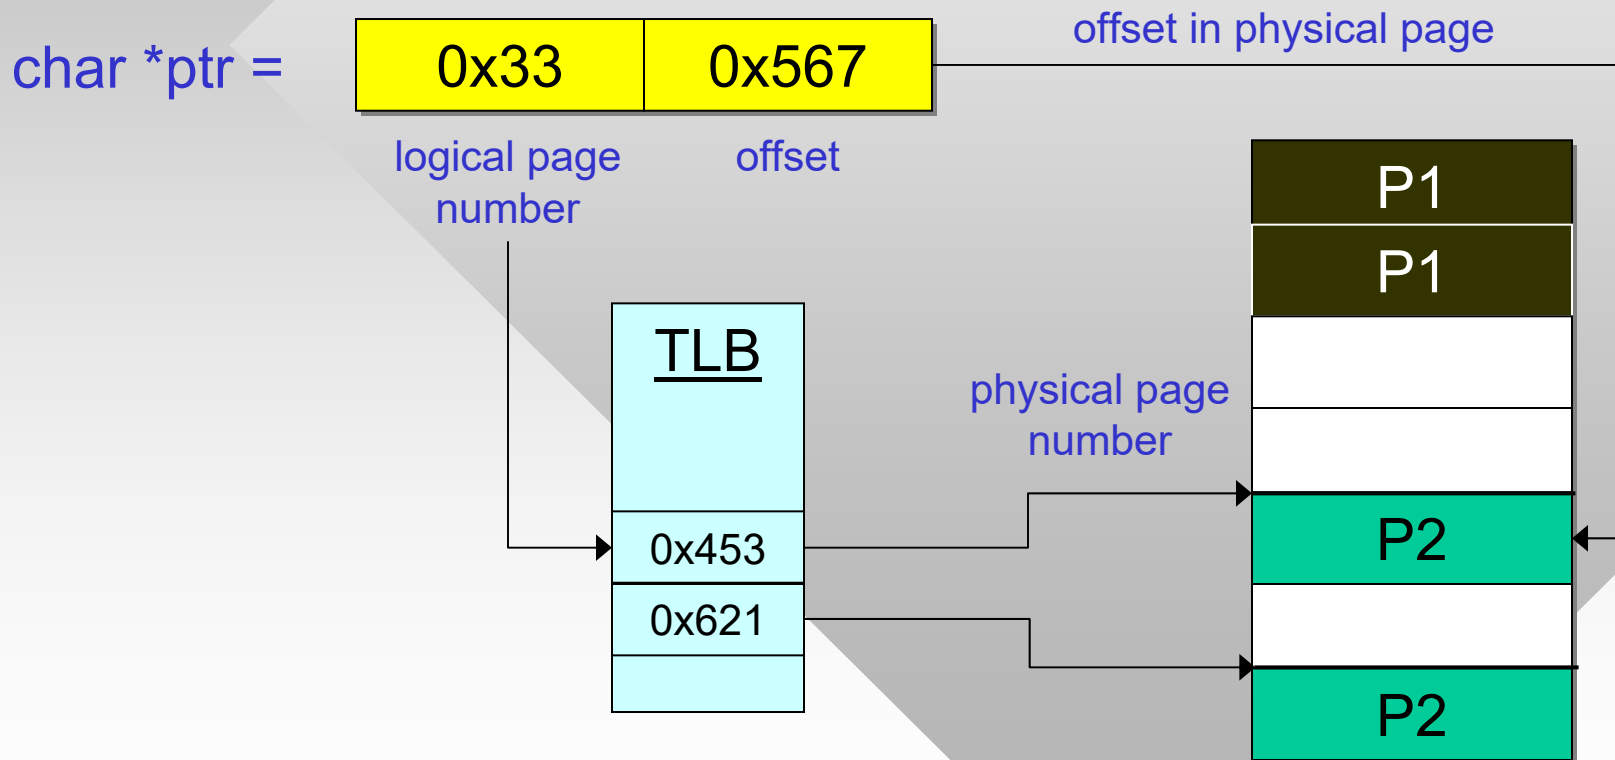 char *ptr =
0x33
0x567
offset in physical page
logical page
number
offset
P1
P1
TLB
physical page
number
0x453
P2
0x621
P2